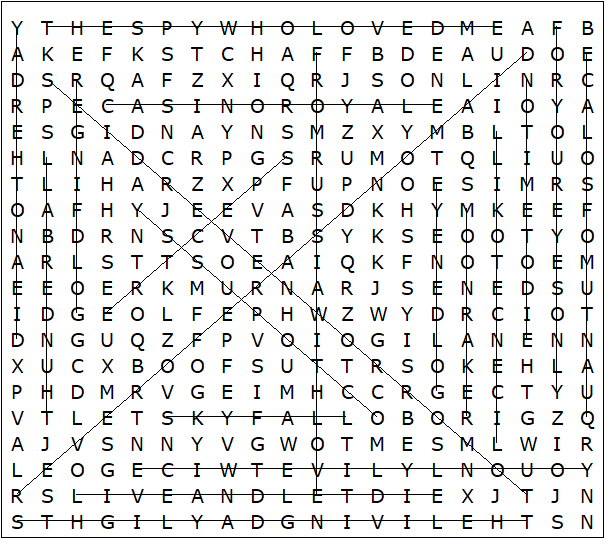 Y T H E S P Y W H O L O V E D M E A F B
A K E F K S T C H A F F B D E A U D O E
D S R Q A F Z X I Q R J S O N L I N R C
R P E C A S I N O R O Y A L E A I O Y A
E S G I D N A Y N S M Z X Y M B L T O L
H L N A D C R P G S R U M O T Q L I U O
T L I H A R Z X P F U P N O E S I M R S
O A F H Y J E E V A S D K H Y M K E E F
N B D R N S C V T B S Y K S E O O T Y O
A R L S T T S O E A I Q K F N O T O E M
E E O E R K M U R N A R J S E N E D S U
I D G E O L F E P H W Z W Y D R C I O T
D N G U Q Z F P V O I O G I L A N E N N
X U C X B O O F S U T T R S O K E H L A
P H D M R V G E I M H C C R G E C T Y U
V T L E T S K Y F A L L O B O R I G Z Q
A J V S N N Y V G W O T M E S M L W I R
L E O G E C I W T E V I L Y L N O U O Y
R S L I V E A N D L E T D I E X J T J N
S T H G I L Y A D G N I V I L E H T S N